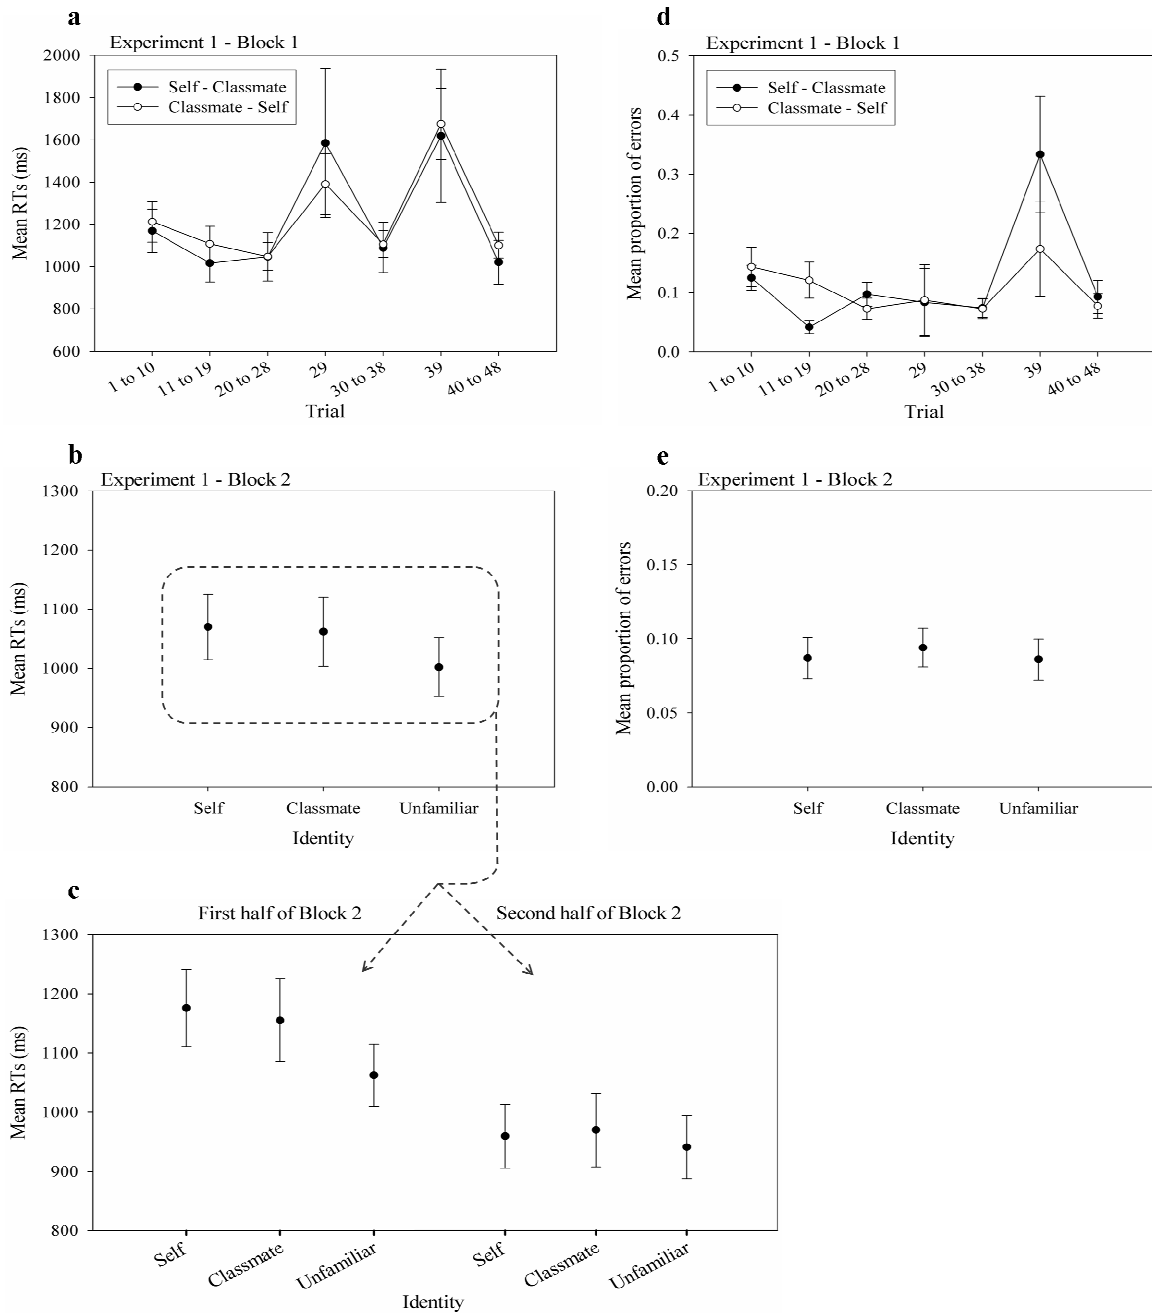 a
Experiment 1 - Block 1
2000
1800
1600
1400
1200
1000
800
600
Mean RTs (ms)
Self - Classmate
Classmate - Self
1 to 10
11 to 19
20 to 28
29
30 to 38
39
40 to 48
Trial
d
Experiment 1 - Block 1
0.5
0.4
0.3
0.2
0.1
0.0
Mean proportion of errors
Self - Classmate
Classmate - Self
1 to 10
11 to 19
20 to 28
29
30 to 38
39
40 to 48
Trial
b
Experiment 1 - Block 2
1300
1200
1100
1000
900
800
Mean RTs (ms)
Self
Classmate
Unfamiliar
Identity
e
Experiment 1 - Block 2
0.20
0.15
0.10
0.05
0.00
Mean proportion of errors
Self
Classmate
Unfamiliar
Identity
c
First half of Block 2
Second half of Block 2
1300
1200
1100
1000
900
800
Mean RTs (ms)
Self
Classmate
Unfamiliar
Self
Classmate
Unfamiliar
Identity